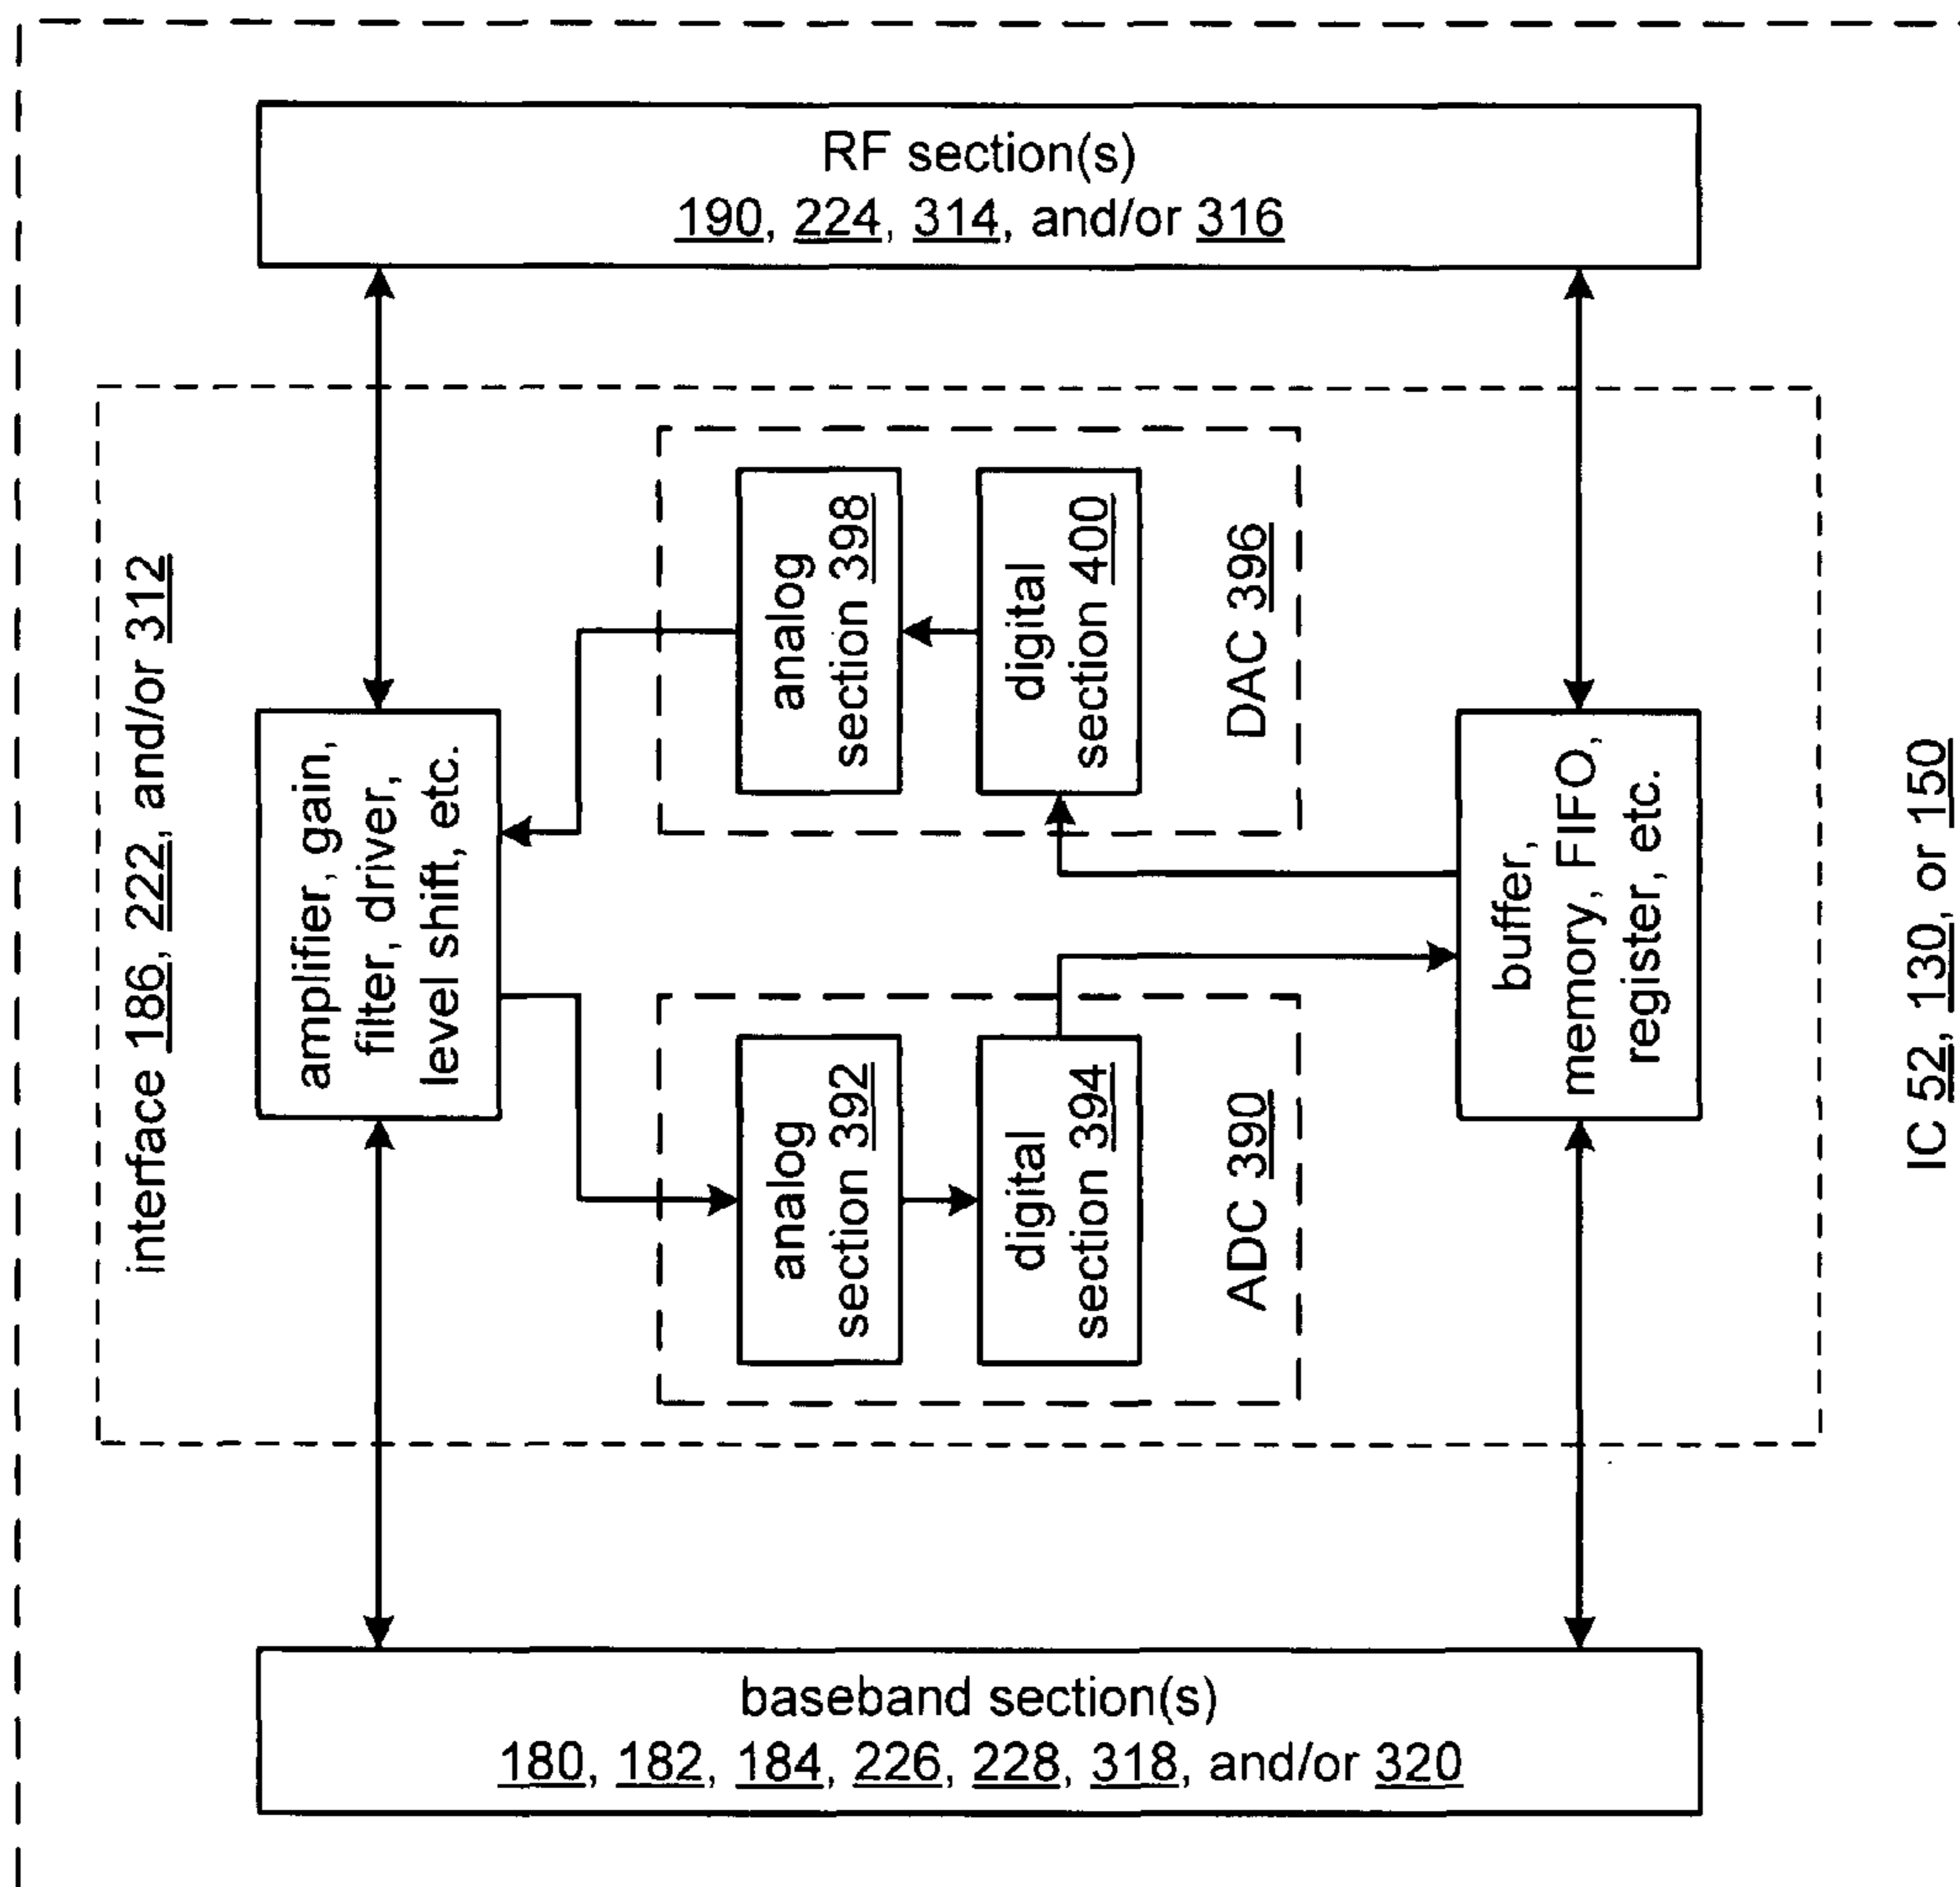 RF section(s)
190, 224, 314, and/or 316
interface 186, 222, and/or 312
amplifier, gain,
filter, driver,
level shift, etc.
analog
section 398
digital
section 400
DAC 396
analog
section 392
digital
section 394
ADC 390
buffer,
memory, FIFO,
register, etc.
IC 52, 130, or 150
baseband section(s)
180, 182, 184, 226, 228, 318, and/or 320